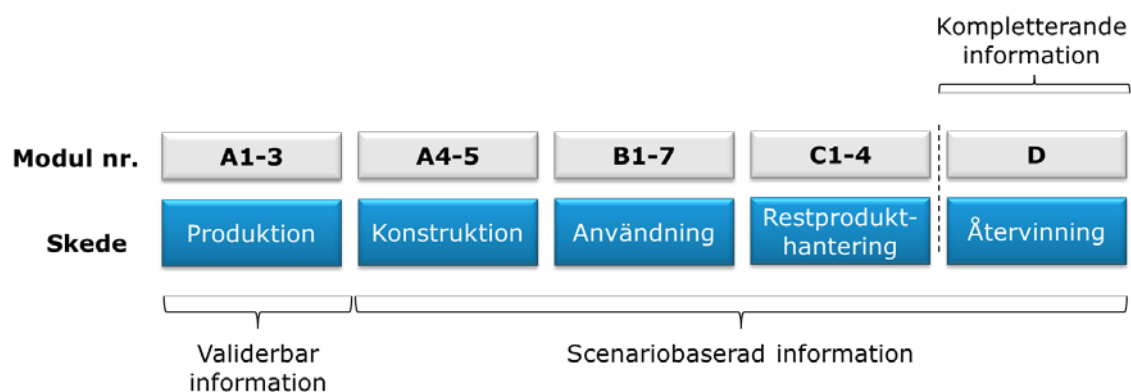 Kompletterande
information
Modul nr. A1-3 A4-5 B1-7 C1-4 D
Skede Produktion Konstruktion Användning Restprodukt-
hantering Återvinning
Validerbar
information
Scenariobaserad information